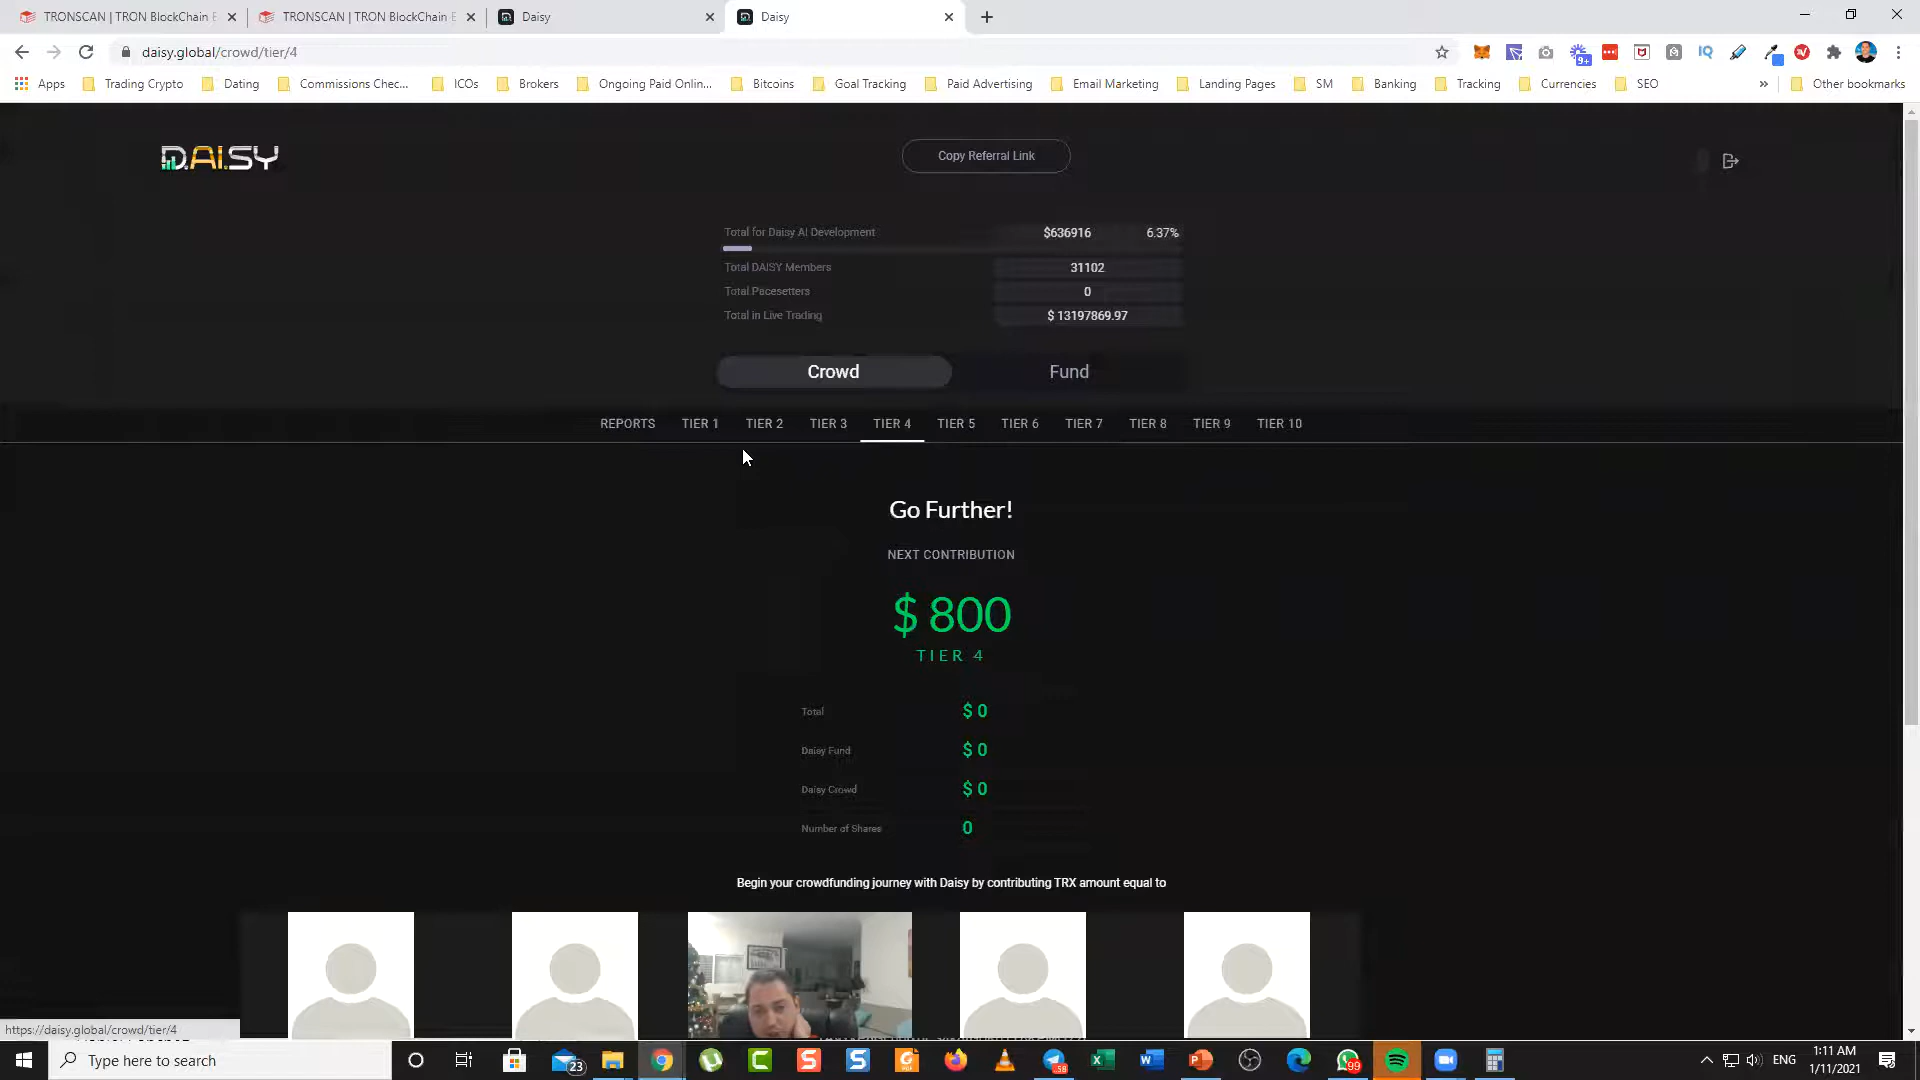 TRONSCAN | TRON BlockChain E
TRONSCAN | TRON BlockChain E
Daisy
Daisy
daisy.global/crowd/tier/4
9+
Apps
Trading Crypto
Dating
Commissions Chec...
ICOs
Brokers
Ongoing Paid Onlin...
Bitcoins
Goal Tracking
Paid Advertising
Email Marketing
Landing Pages
SM
Banking
Tracking
Currencies
SEO
»
Other bookmarks
D.AI.SY
Copy Referral Link
Total for Daisy AI Development $636916 6.37%
Total DAISY Members 31102
Total Pacesetters 0
Total in Live Trading $ 13197869.97
Crowd Fund
REPORTS TIER 1 TIER 2 TIER 3 TIER 4 TIER 5 TIER 6 TIER 7 TIER 8 TIER 9 TIER 10
Go Further!
NEXT CONTRIBUTION
$ 800
TIER 4
Total $ 0
Daisy Fund $ 0
Daisy Crowd $ 0
Number of Shares 0
Begin your crowdfunding journey with Daisy by contributing TRX amount equal to
https://daisy.global/crowd/tier/4
Type here to search
23
58
99
ENG
1:11 AM
1/11/2021